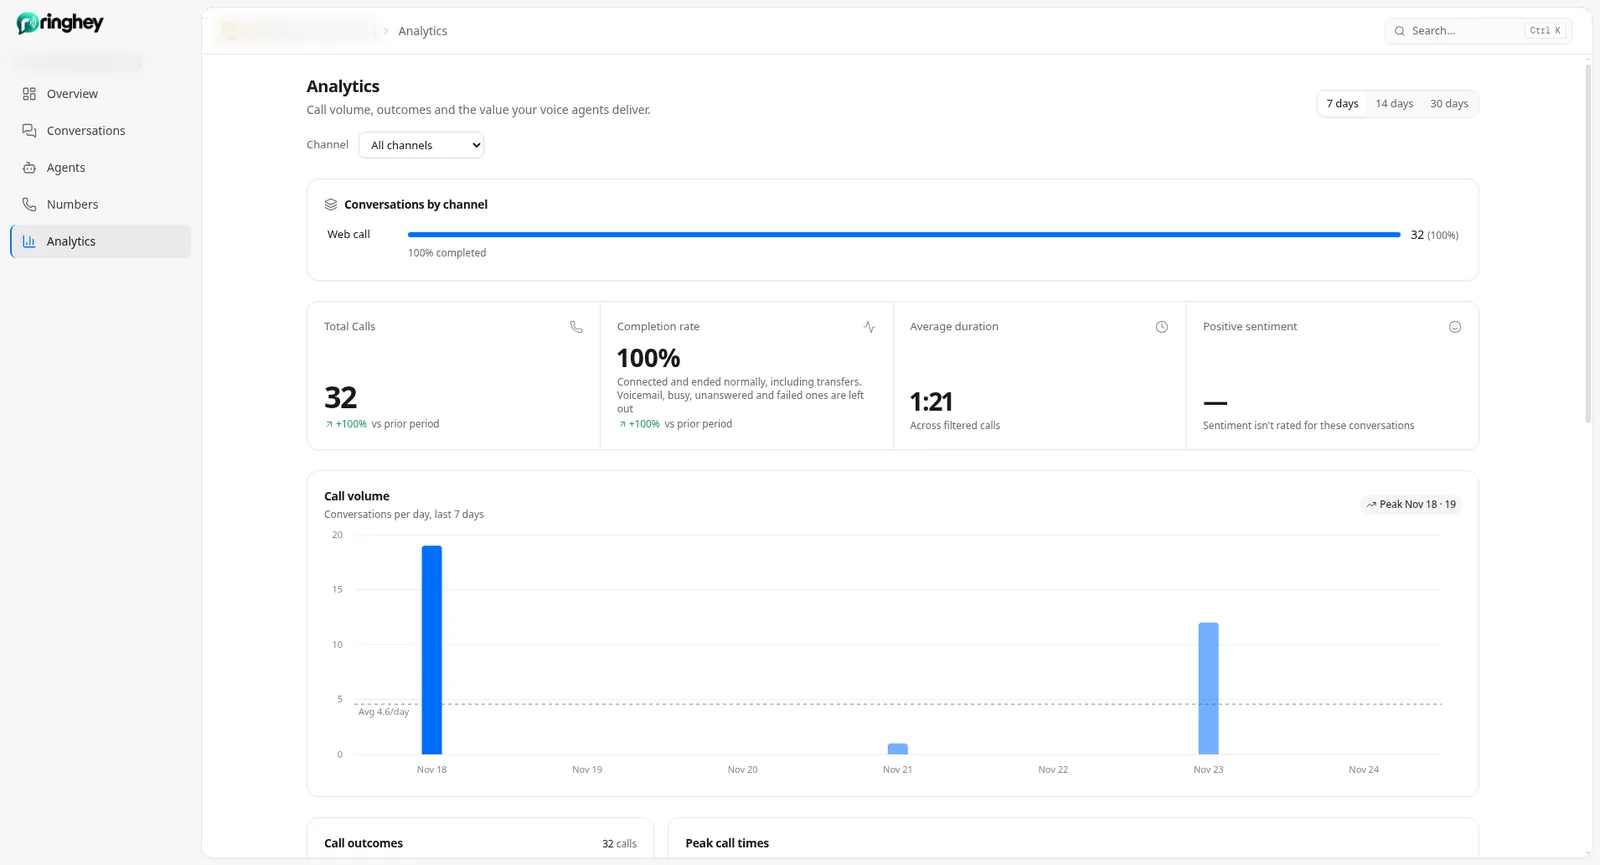 ringhey
Analytics
Search...
Ctrl K
Overview
Conversations
Agents
Numbers
Analytics
Analytics
Call volume, outcomes and the value your voice agents deliver.
7 days
14 days
30 days
Channel
All channels
Conversations by channel
Web call
32 (100%)
100% completed
Total Calls
32
+100% vs prior period
Completion rate
100%
Connected and ended normally, including transfers.
Voicemail, busy, unanswered and failed ones are left
out
+100% vs prior period
Average duration
1:21
Across filtered calls
Positive sentiment
—
Sentiment isn't rated for these conversations
Call volume
Conversations per day, last 7 days
Peak Nov 18 · 19
20
15
10
5
Avg 4.6/day
0
Nov 18
Nov 19
Nov 20
Nov 21
Nov 22
Nov 23
Nov 24
Call outcomes
32 calls
Peak call times